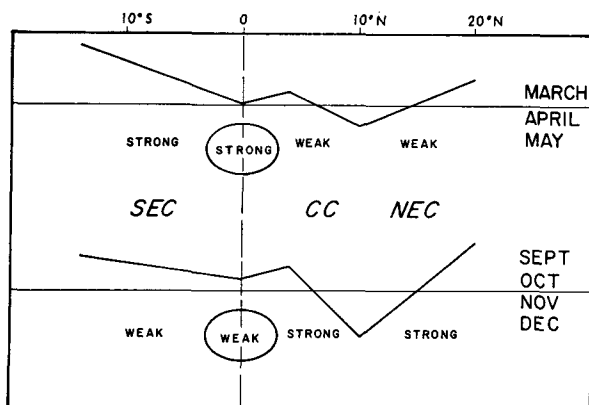 10°S 0 10°N 20°N
MARCH
APRIL
MAY
STRONG STRONG WEAK WEAK
SEC CC NEC
SEPT
OCT
NOV
DEC
WEAK WEAK STRONG STRONG